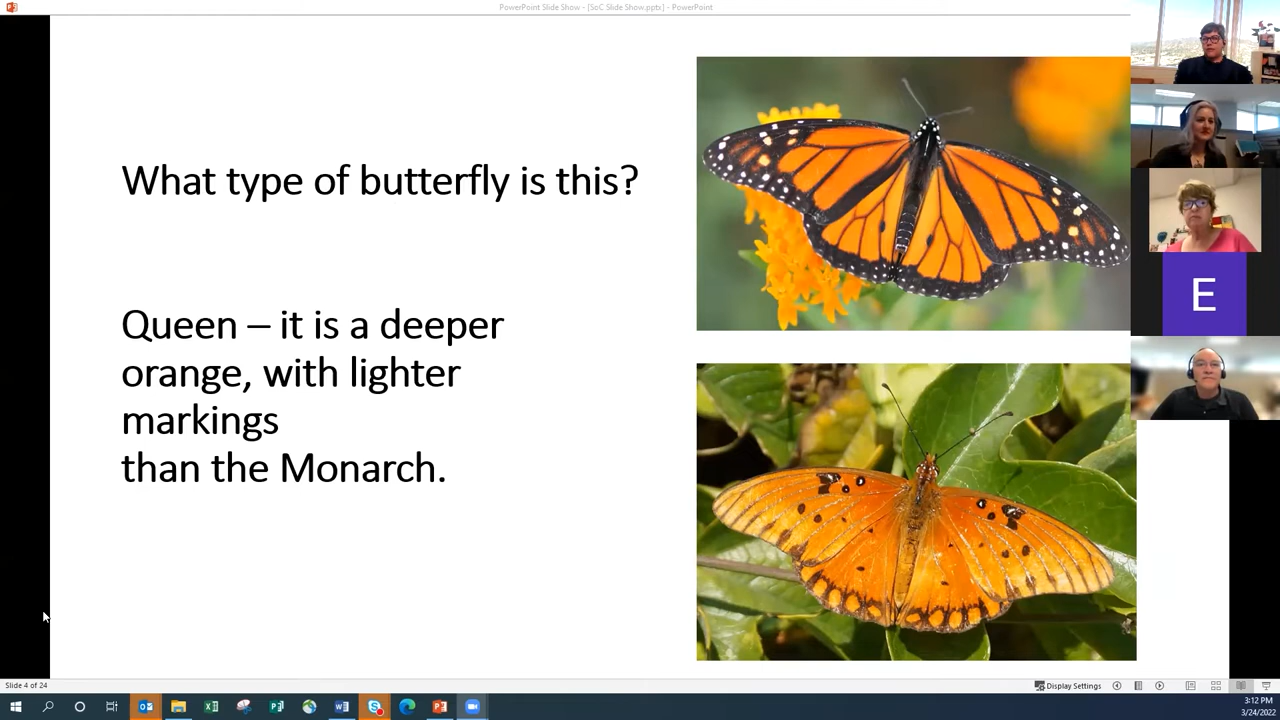 PowerPoint Slide Show - [SoC Slide Show.ppts] - PowerPoint
What type of butterfly is this?
Queen – it is a deeper
orange, with lighter
markings
than the Monarch.
E
Slide 4 of 24
Display Settings
3:12 PM
3/24/2022